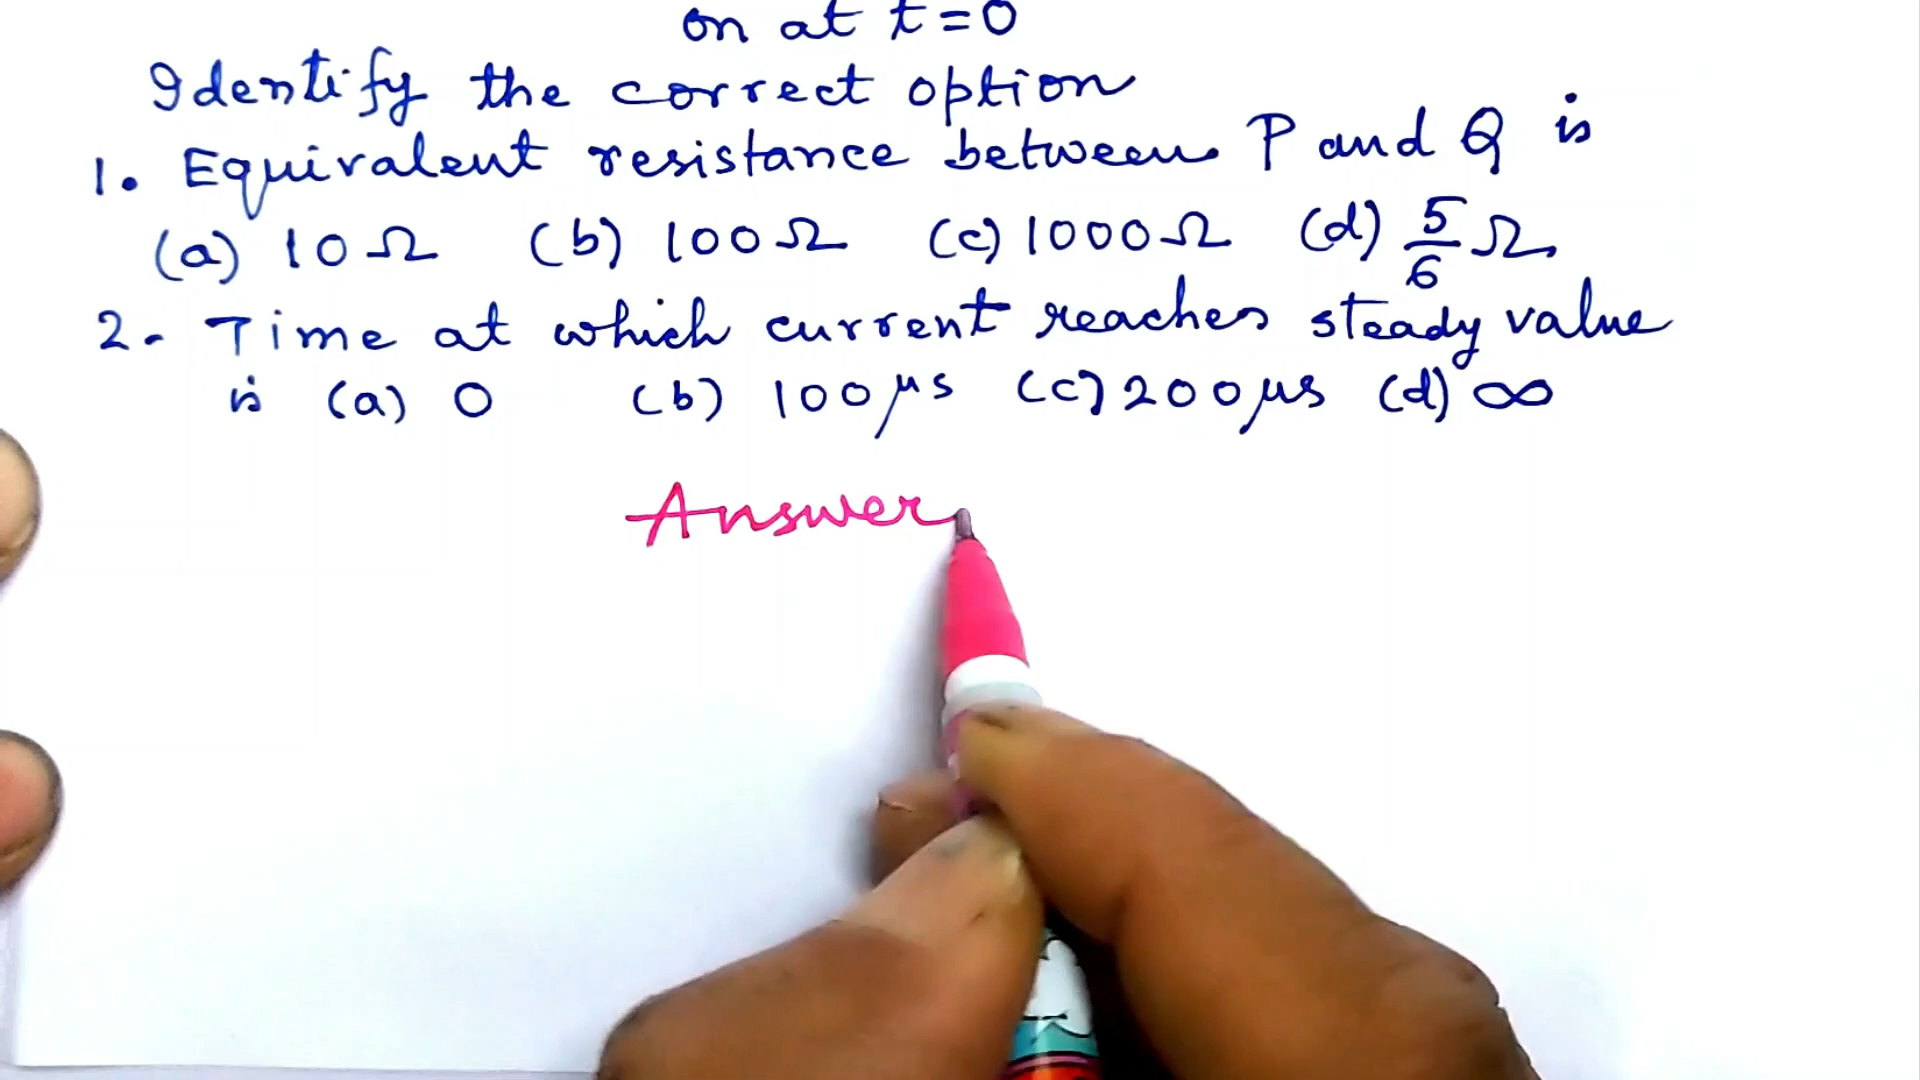 on at t=0
Identify the correct option
1. Equivalent resistance between P and Q is
(a) 10Ω (b) 100Ω (c) 1000Ω (d) 5/6 Ω
2. Time at which current reaches steady value
is (a) 0 (b) 100μs (c) 200μs (d) ∞
Answer